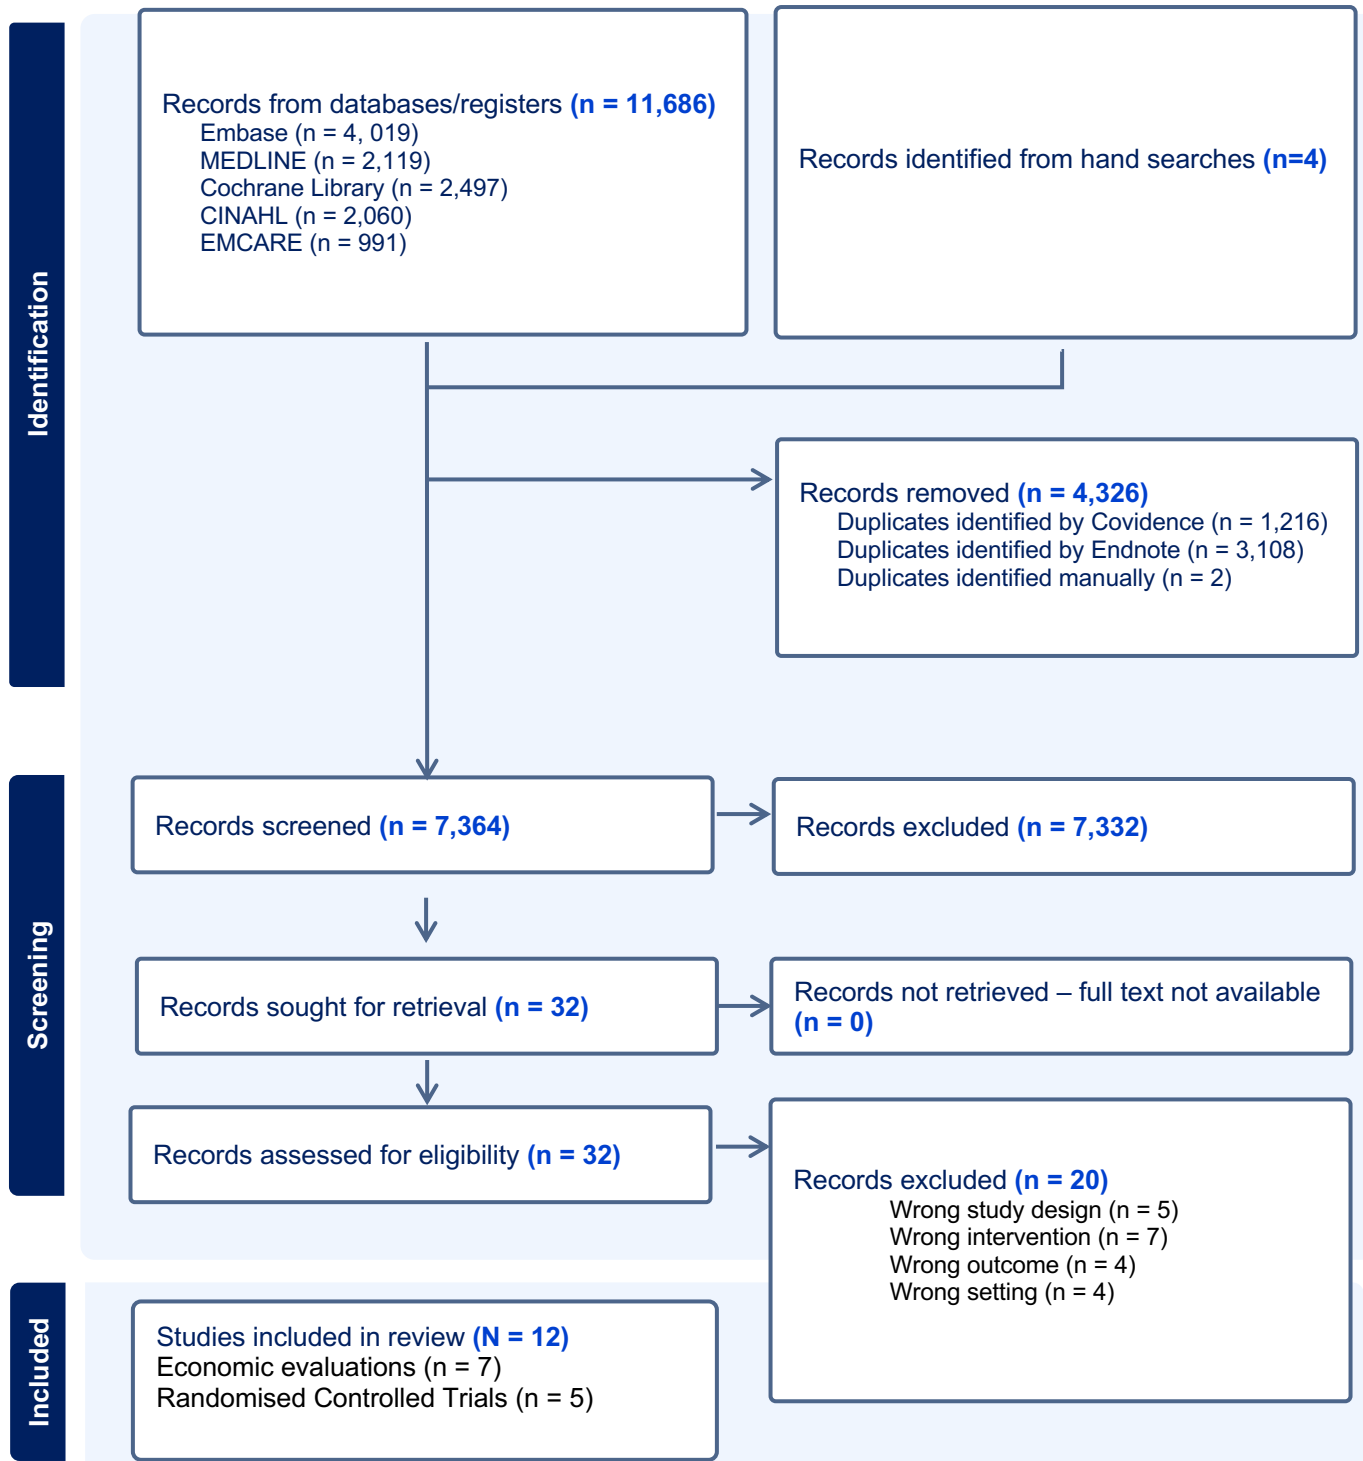 Identification
Records from databases/registers (n = 11,686)
Embase (n = 4, 019)
MEDLINE (n = 2,119)
Cochrane Library (n = 2,497)
CINAHL (n = 2,060)
EMCARE (n = 991)
Records identified from hand searches (n=4)
Records removed (n = 4,326)
Duplicates identified by Covidence (n = 1,216)
Duplicates identified by Endnote (n = 3,108)
Duplicates identified manually (n = 2)
Screening
Records screened (n = 7,364)
Records excluded (n = 7,332)
Records sought for retrieval (n = 32)
Records not retrieved – full text not available
(n = 0)
Records assessed for eligibility (n = 32)
Records excluded (n = 20)
Wrong study design (n = 5)
Wrong intervention (n = 7)
Wrong outcome (n = 4)
Wrong setting (n = 4)
Included
Studies included in review (N = 12)
Economic evaluations (n = 7)
Randomised Controlled Trials (n = 5)